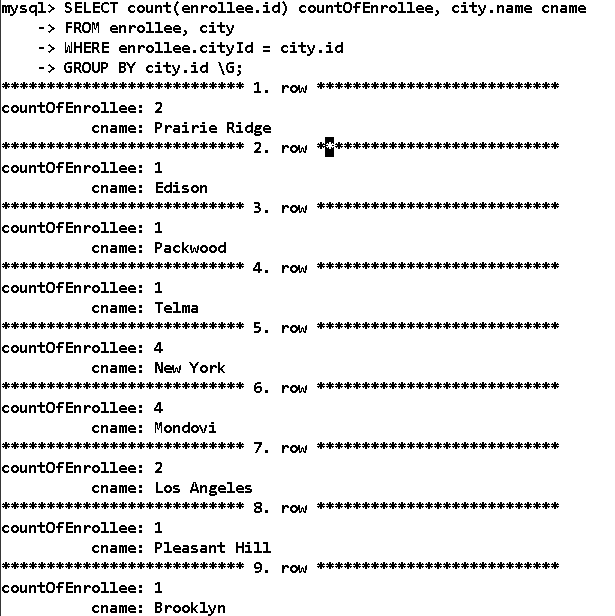 mysql> SELECT count(enrollee.id) countOfEnrollee, city.name cname
    -> FROM enrollee, city
    -> WHERE enrollee.cityId = city.id
    -> GROUP BY city.id \G;
*************************** 1. row ***************************
countOfEnrollee: 2
          cname: Prairie Ridge
*************************** 2. row ***************************
countOfEnrollee: 1
          cname: Edison
*************************** 3. row ***************************
countOfEnrollee: 1
          cname: Packwood
*************************** 4. row ***************************
countOfEnrollee: 1
          cname: Telma
*************************** 5. row ***************************
countOfEnrollee: 4
          cname: New York
*************************** 6. row ***************************
countOfEnrollee: 4
          cname: Mondovi
*************************** 7. row ***************************
countOfEnrollee: 2
          cname: Los Angeles
*************************** 8. row ***************************
countOfEnrollee: 1
          cname: Pleasant Hill
*************************** 9. row ***************************
countOfEnrollee: 1
          cname: Brooklyn